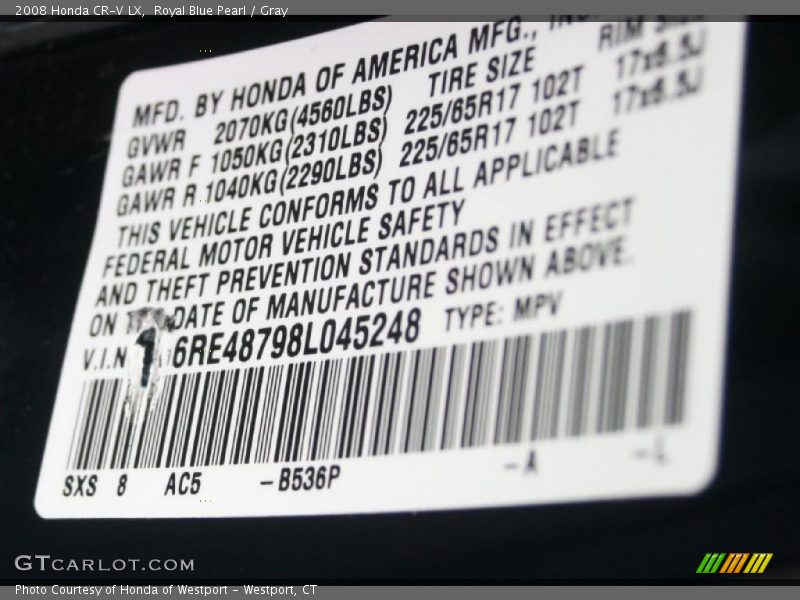 2008 Honda CR-V LX, Royal Blue Pearl / Gray
MFD. BY HONDA OF AMERICA MFG.,
GVWR 2070KG(4560LBS) TIRE SIZE RIM SIZE
GAWR F 1050KG(2310LBS) 225/65R17 102T 17x6.5J
GAWR R 1040KG(2290LBS) 225/65R17 102T 17x6.5J
THIS VEHICLE CONFORMS TO ALL APPLICABLE
FEDERAL MOTOR VEHICLE SAFETY
AND THEFT PREVENTION STANDARDS IN EFFECT
ON DATE OF MANUFACTURE SHOWN ABOVE.
V.I.N 6RE48798L045248 TYPE: MPV
SXS 8 AC5 -B536P -A -L
GTCARLOT.COM
Photo Courtesy of Honda of Westport - Westport, CT